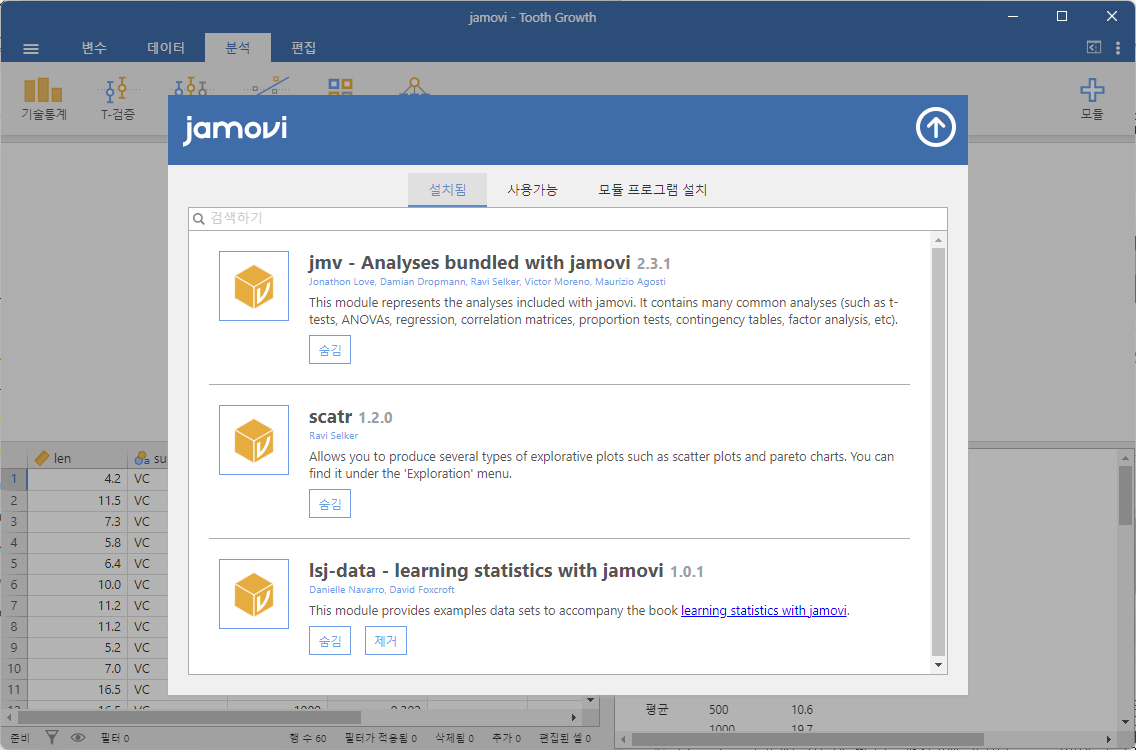 jamovi - Tooth Growth
변수 데이터 분석 편집
기술통계 T-검증 모듈
jamovi
설치됨 사용가능 모듈 프로그램 설치
검색하기
jmv - Analyses bundled with jamovi 2.3.1
Jonathon Love, Damian Dropmann, Ravi Selker, Victor Moreno, Maurizio Agosti
This module represents the analyses included with jamovi. It contains many common analyses (such as t-
tests, ANOVAs, regression, correlation matrices, proportion tests, contingency tables, factor analysis, etc).
숨김
scatr 1.2.0
Ravi Selker
Allows you to produce several types of explorative plots such as scatter plots and pareto charts. You can
find it under the 'Exploration' menu.
숨김
lsj-data - learning statistics with jamovi 1.0.1
Danielle Navarro, David Foxcroft
This module provides examples data sets to accompany the book learning statistics with jamovi.
숨김 제거
len su
1 4.2 VC
2 11.5 VC
3 7.3 VC
4 5.8 VC
5 6.4 VC
6 10.0 VC
7 11.2 VC
8 11.2 VC
9 5.2 VC
10 7.0 VC
11 16.5 VC
평균 500 10.6
1000 19.7
준비 필터 0 행 수 60 필터가 적용됨 0 삭제됨 0 추가 0 편집된 셀 0